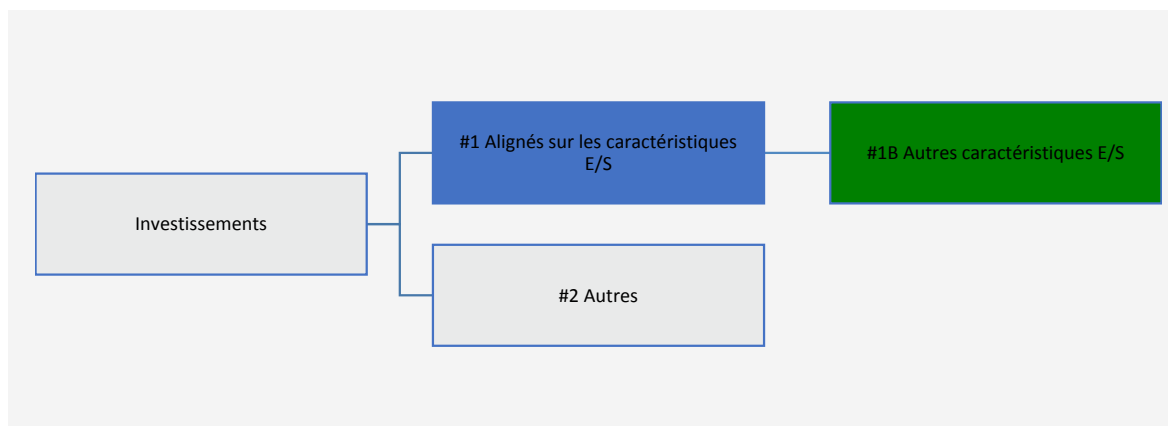 #1 Alignés sur les caractéristiques
E/S
#1B Autres caractéristiques E/S
Investissements
#2 Autres